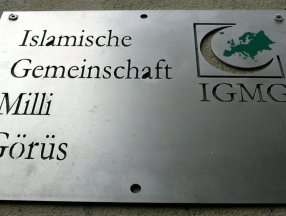 Islamische
Gemeinschaft
Milli
Görüs
IGMG